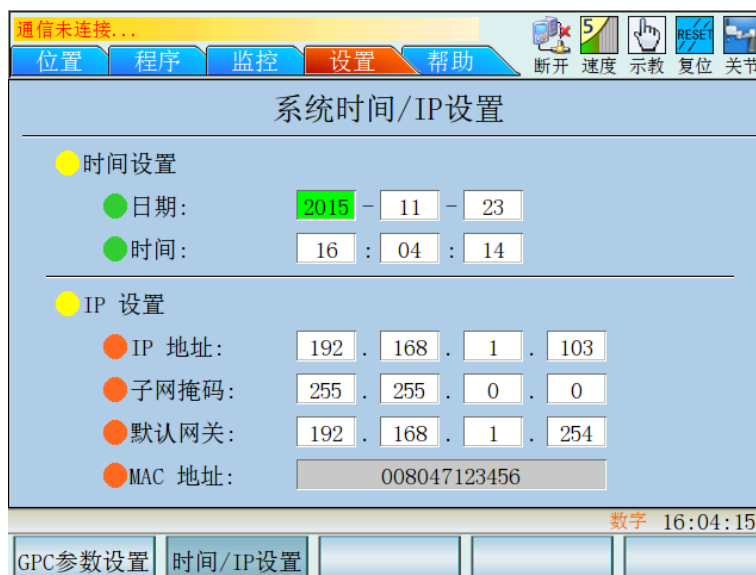 通信未连接...
位置 程序 监控 设置 帮助
5 RESET
断开 速度 示教 复位 关节
系统时间/IP设置
时间设置
日期: 2015 - 11 - 23
时间: 16 : 04 : 14
IP 设置
IP 地址: 192 . 168 . 1 . 103
子网掩码: 255 . 255 . 0 . 0
默认网关: 192 . 168 . 1 . 254
MAC 地址: 008047123456
数字 16:04:15
GPC参数设置 时间/IP设置